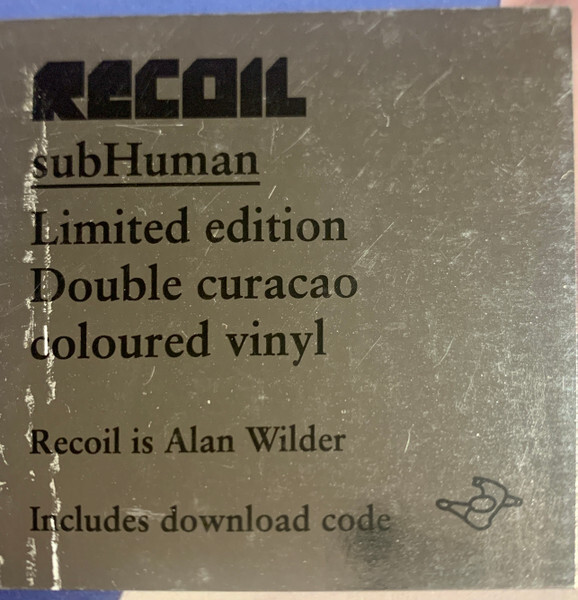 RECOIL
subHuman
Limited edition
Double curacao
coloured vinyl
Recoil is Alan Wilder
Includes download code